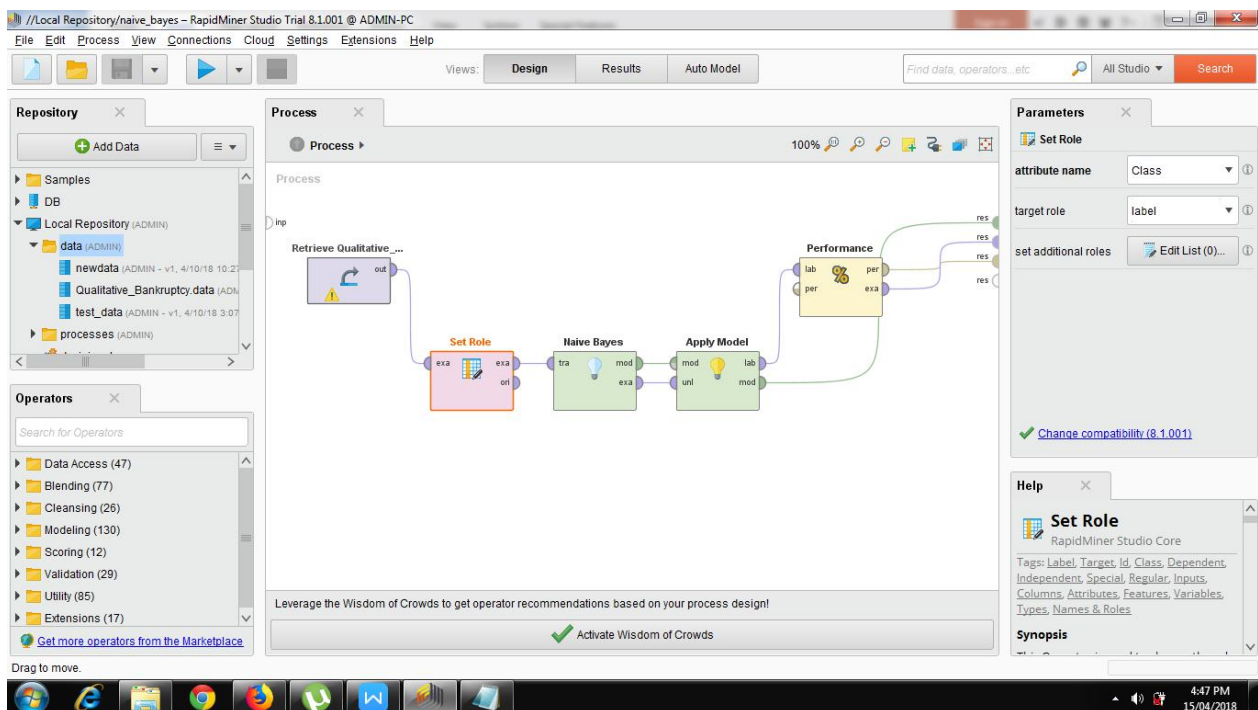 //Local Repository/naive_bayes – RapidMiner Studio Trial 8.1.001 @ ADMIN-PC
File Edit Process View Connections Cloud Settings Extensions Help
Views: Design Results Auto Model
Find data, operators...etc All Studio Search
Repository
Add Data
Samples
DB
Local Repository (ADMIN)
data (ADMIN)
newdata (ADMIN - v1, 4/10/18 10:27
Qualitative_Bankruptcy.data (ADM
test_data (ADMIN - v1, 4/10/18 3:07
processes (ADMIN)
Operators
Search for Operators
Data Access (47)
Blending (77)
Cleansing (26)
Modeling (130)
Scoring (12)
Validation (29)
Utility (85)
Extensions (17)
Get more operators from the Marketplace
Drag to move.
Process
Process
100%
Process
inp
Retrieve Qualitative_...
out
Set Role
exa exa
ori
Naive Bayes
tra mod
exa
Apply Model
mod lab
unl mod
Performance
lab per
per exa
res
res
res
res
Leverage the Wisdom of Crowds to get operator recommendations based on your process design!
Activate Wisdom of Crowds
Parameters
Set Role
attribute name Class
target role label
set additional roles Edit List (0)...
Change compatibility (8.1.001)
Help
Set Role
RapidMiner Studio Core
Tags: Label, Target, Id, Class, Dependent,
Independent, Special, Regular, Inputs,
Columns, Attributes, Features, Variables,
Types, Names & Roles
Synopsis
4:47 PM
15/04/2018